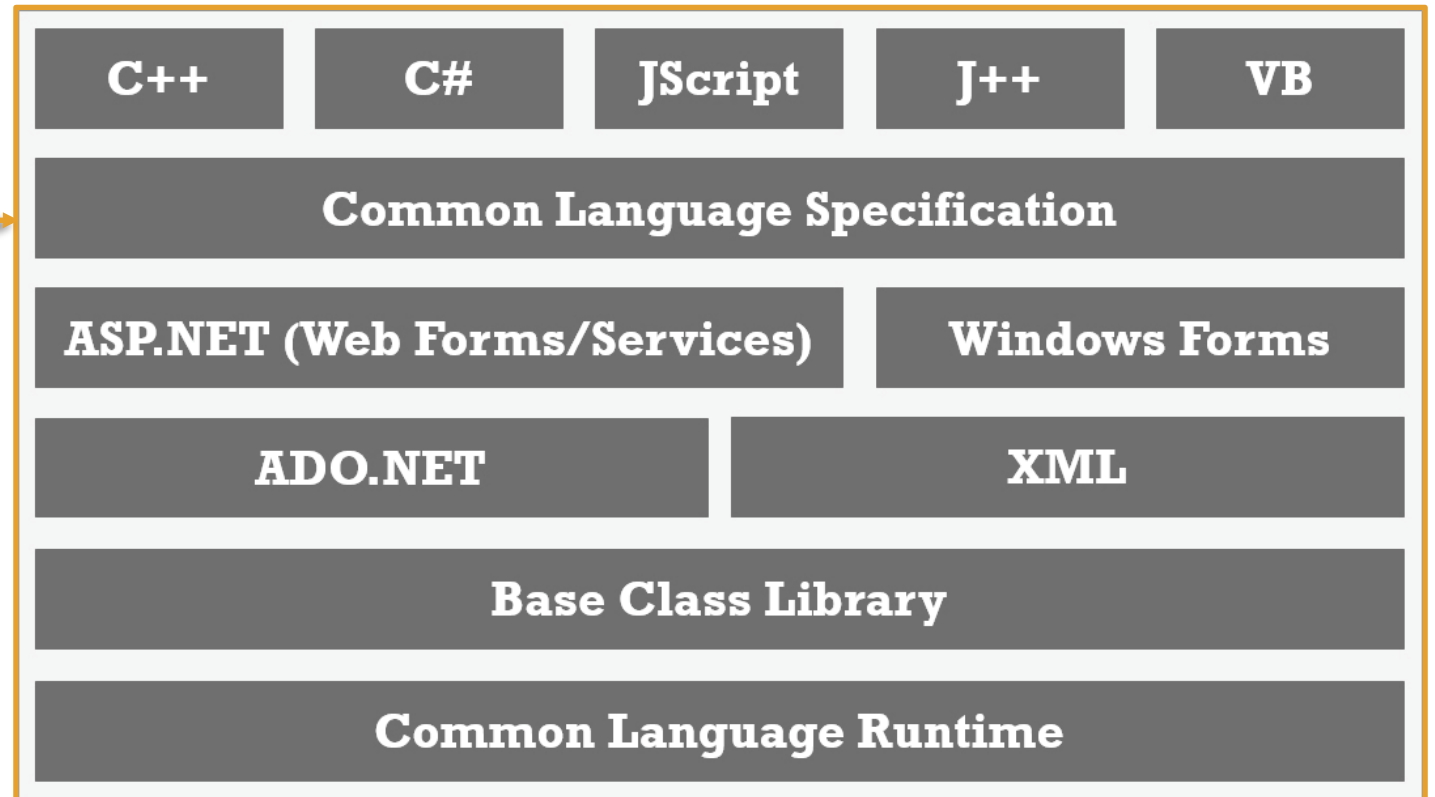 C++ C# JScript J++ VB
Common Language Specification
ASP.NET (Web Forms/Services) Windows Forms
ADO.NET XML
Base Class Library
Common Language Runtime